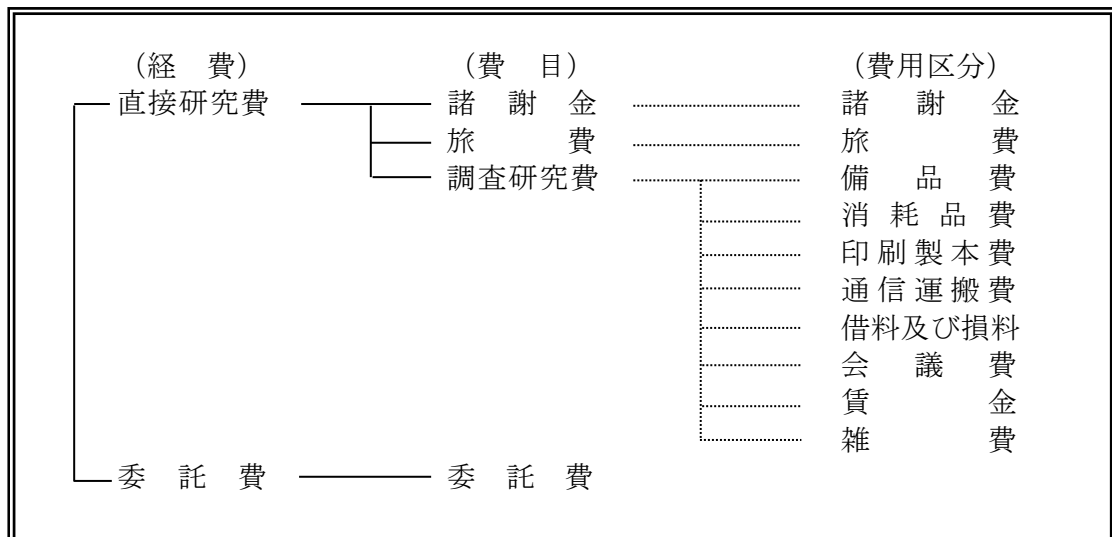 （経　費） （費　目） （費用区分）
直接研究費 諸　謝　金 諸　謝　金
旅　　　費 旅　　　費
調査研究費 備　品　費
消 耗 品 費
印刷製本費
通信運搬費
借料及び損料
会　議　費
賃　　　金
雑　　　費
委　託　費 委　託　費